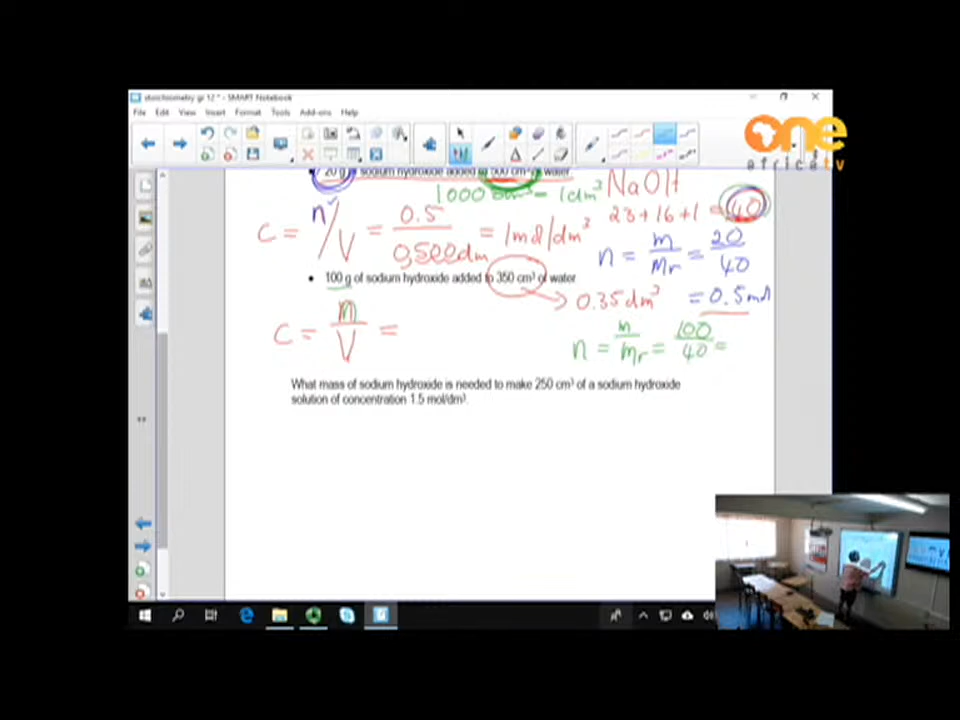 stoichiometry gr 12 * - SMART Notebook
File Edit View Insert Format Tools Add-ons Help
one
africa tv
20 g of sodium hydroxide added to 500 cm³ of water
1000 cm³ = 1dm³
NaOH
23+16+1 = 40
C = n/V = 0.5 / 0,500dm = 1mol/dm³
n = m/Mr = 20/40
= 0.5mol
• 100 g of sodium hydroxide added to 350 cm³ of water
0.35dm³
C = n/V =
n = m/Mr = 100/40 =
What mass of sodium hydroxide is needed to make 250 cm³ of a sodium hydroxide
solution of concentration 1.5 mol/dm³.